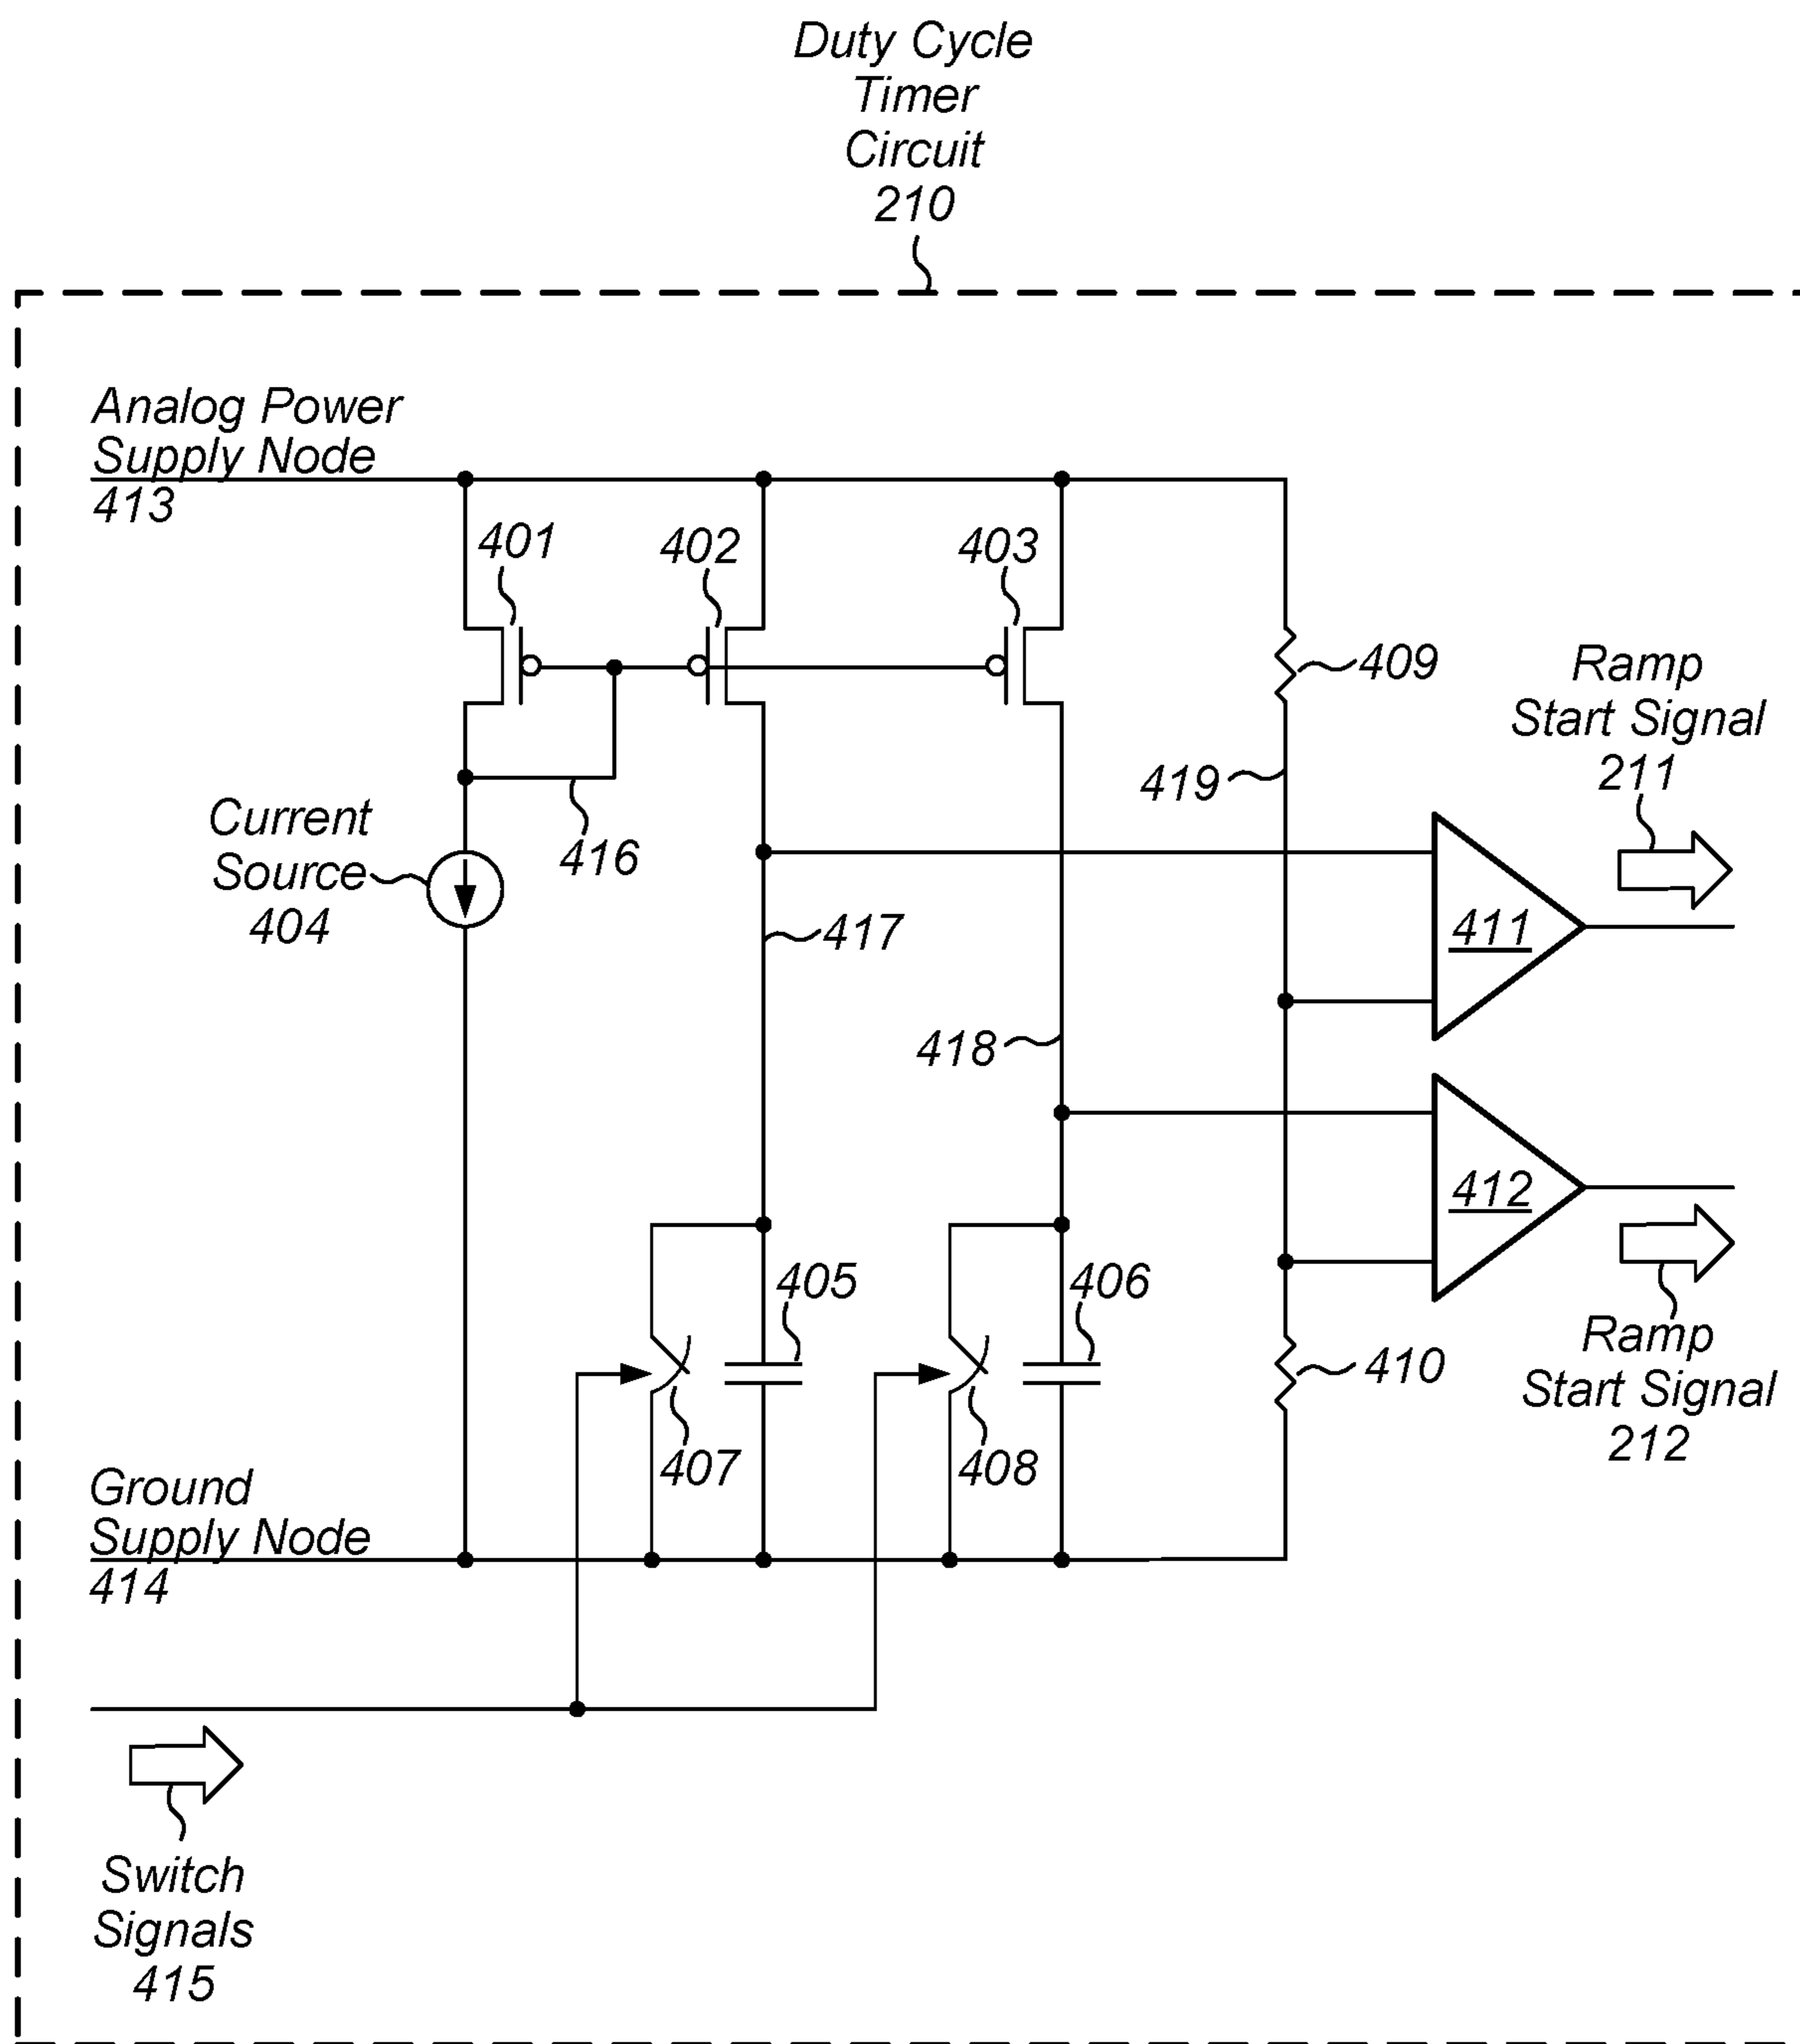 Duty Cycle
Timer
Circuit
210
Analog Power
Supply Node
413
401
402
403
409
Ramp
Start Signal
211
419
Current
Source
404
416
417
411
418
412
405
406
Ramp
Start Signal
212
410
407
408
Ground
Supply Node
414
Switch
Signals
415